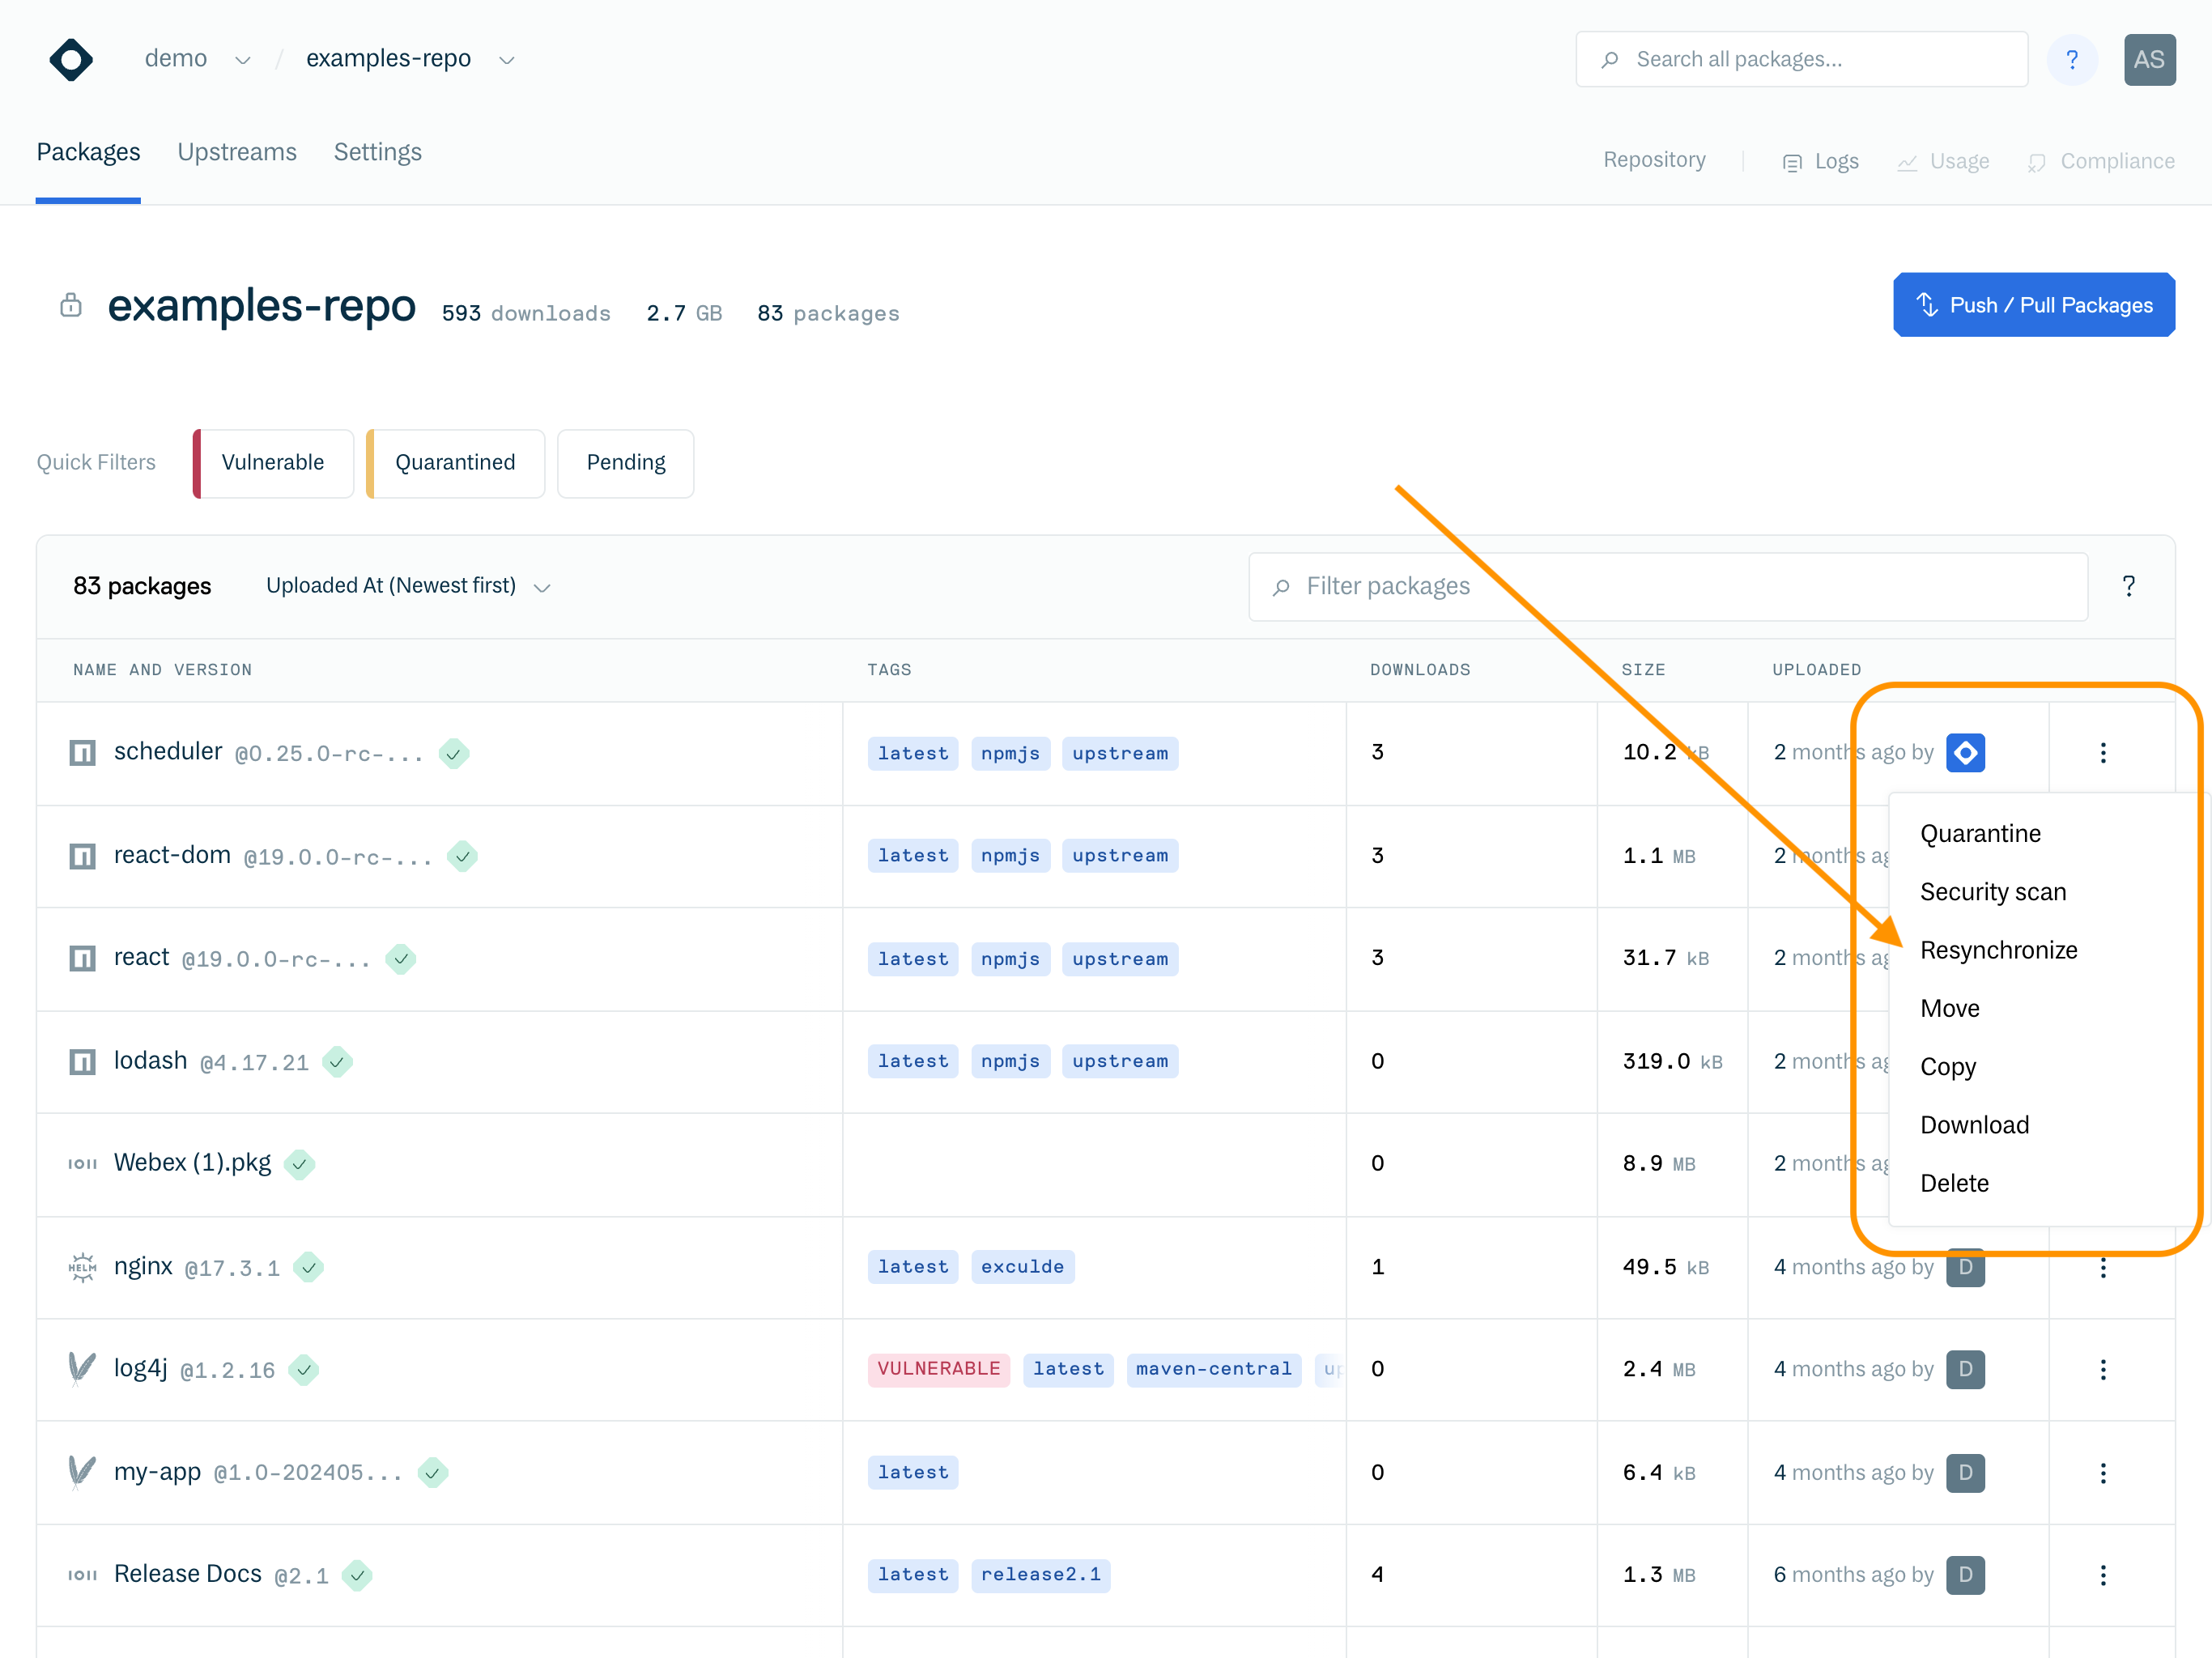 demo / examples-repo Search all packages... ? AS
Packages Upstreams Settings Repository Logs Usage Compliance
examples-repo 593 downloads 2.7 GB 83 packages Push / Pull Packages
Quick Filters Vulnerable Quarantined Pending
83 packages Uploaded At (Newest first) Filter packages ?
NAME AND VERSION TAGS DOWNLOADS SIZE UPLOADED
scheduler @0.25.0-rc-... latest npmjs upstream 3 10.2 kB 2 months ago by
Quarantine
react-dom @19.0.0-rc-... latest npmjs upstream 3 1.1 MB 2 months ag
Security scan
Resynchronize
react @19.0.0-rc-... latest npmjs upstream 3 31.7 kB 2 months ag
Move
lodash @4.17.21 latest npmjs upstream 0 319.0 kB 2 months ag
Copy
Download
Webex (1).pkg 0 8.9 MB 2 months ag
Delete
HELM nginx @17.3.1 latest exculde 1 49.5 kB 4 months ago by D
log4j @1.2.16 VULNERABLE latest maven-central up 0 2.4 MB 4 months ago by D
my-app @1.0-202405... latest 0 6.4 kB 4 months ago by D
Release Docs @2.1 latest release2.1 4 1.3 MB 6 months ago by D